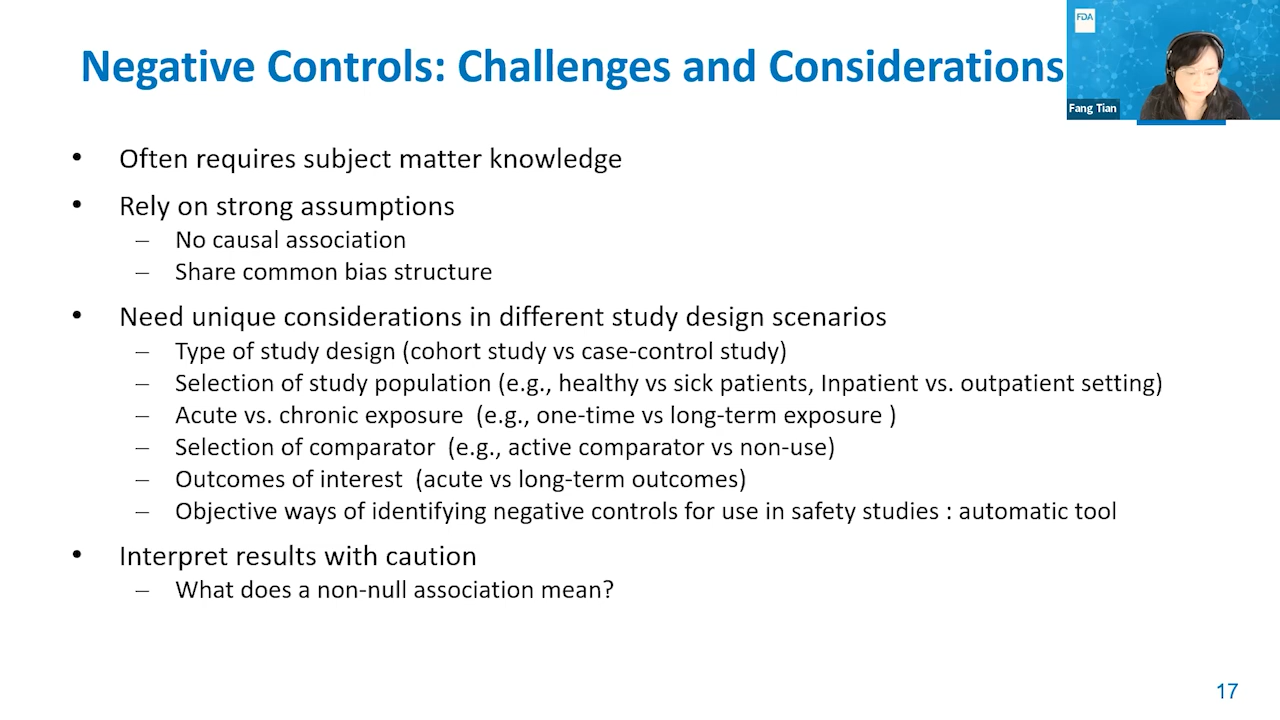 Negative Controls: Challenges and Considerations
FDA
Fang Tian
• Often requires subject matter knowledge
• Rely on strong assumptions
– No causal association
– Share common bias structure
• Need unique considerations in different study design scenarios
– Type of study design (cohort study vs case-control study)
– Selection of study population (e.g., healthy vs sick patients, Inpatient vs. outpatient setting)
– Acute vs. chronic exposure (e.g., one-time vs long-term exposure )
– Selection of comparator (e.g., active comparator vs non-use)
– Outcomes of interest (acute vs long-term outcomes)
– Objective ways of identifying negative controls for use in safety studies : automatic tool
• Interpret results with caution
– What does a non-null association mean?
17